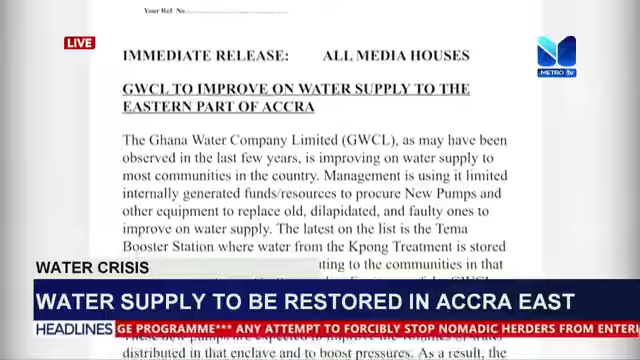 Your Ref No.
LIVE
IMMEDIATE RELEASE: ALL MEDIA HOUSES
METRO tv
GWCL TO IMPROVE ON WATER SUPPLY TO THE
EASTERN PART OF ACCRA
The Ghana Water Company Limited (GWCL), as may have been
observed in the last few years, is improving on water supply to
most communities in the country. Management is using it limited
internally generated funds/resources to procure New Pumps and
other equipment to replace old, dilapidated, and faulty ones to
improve on water supply. The latest on the list is the Tema
Booster Station where water from the Kpong Treatment is stored
ting to the communities in that
WATER CRISIS
WATER SUPPLY TO BE RESTORED IN ACCRA EAST
HEADLINES GE PROGRAMME*** ANY ATTEMPT TO FORCIBLY STOP NOMADIC HERDERS FROM ENTERI
distributed in that enclave and to boost pressures. As a result, the